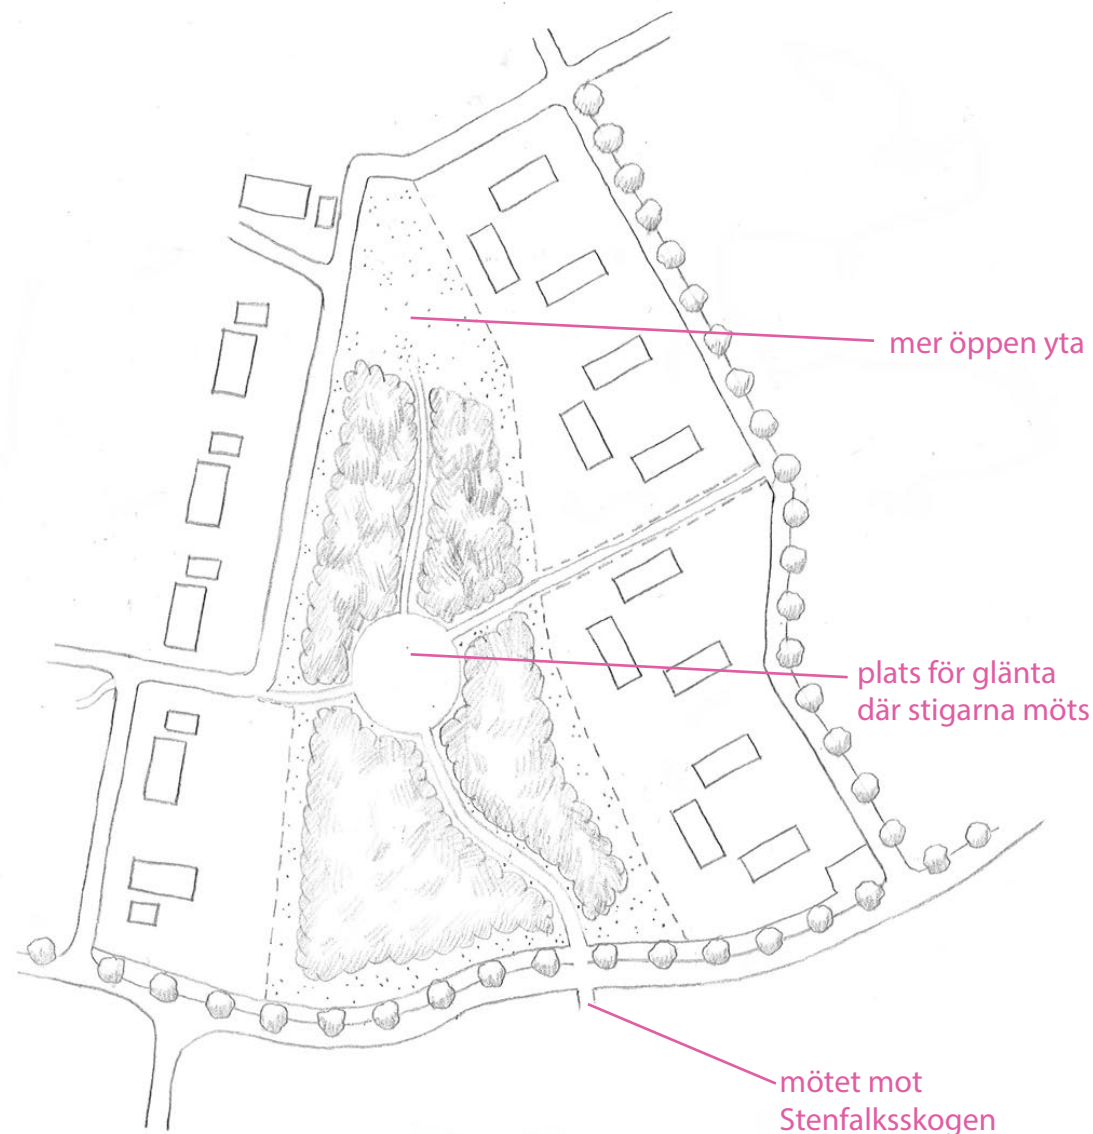 mer öppen yta
plats för glänta
där stigarna möts
mötet mot
Stenfalksskogen